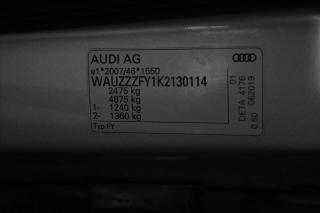 AUDI AG
e1*2007/46*1550
WAUZZZFY1K2130114
2475 kg
4875 kg
1- 1240 kg
2- 1360 kg
Typ FY
01
DETA 4176
0.50 062019